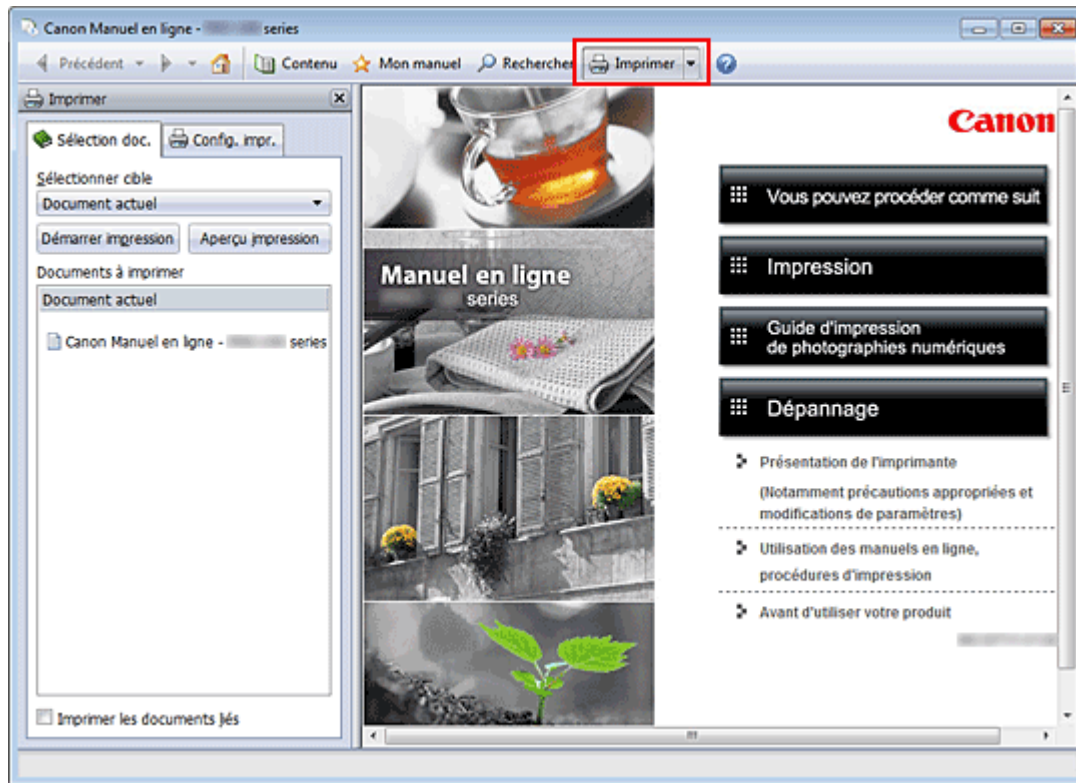 Canon Manuel en ligne - series
Précédent Contenu Mon manuel Rechercher Imprimer
Imprimer
Sélection doc. Config. impr.
Sélectionner cible
Document actuel
Démarrer impression Aperçu impression
Documents à imprimer
Document actuel
Canon Manuel en ligne - series
Imprimer les documents liés
Manuel en ligne
series
Canon
Vous pouvez procéder comme suit
Impression
Guide d'impression
de photographies numériques
Dépannage
Présentation de l'imprimante
(Notamment précautions appropriées et
modifications de paramètres)
Utilisation des manuels en ligne,
procédures d'impression
Avant d'utiliser votre produit